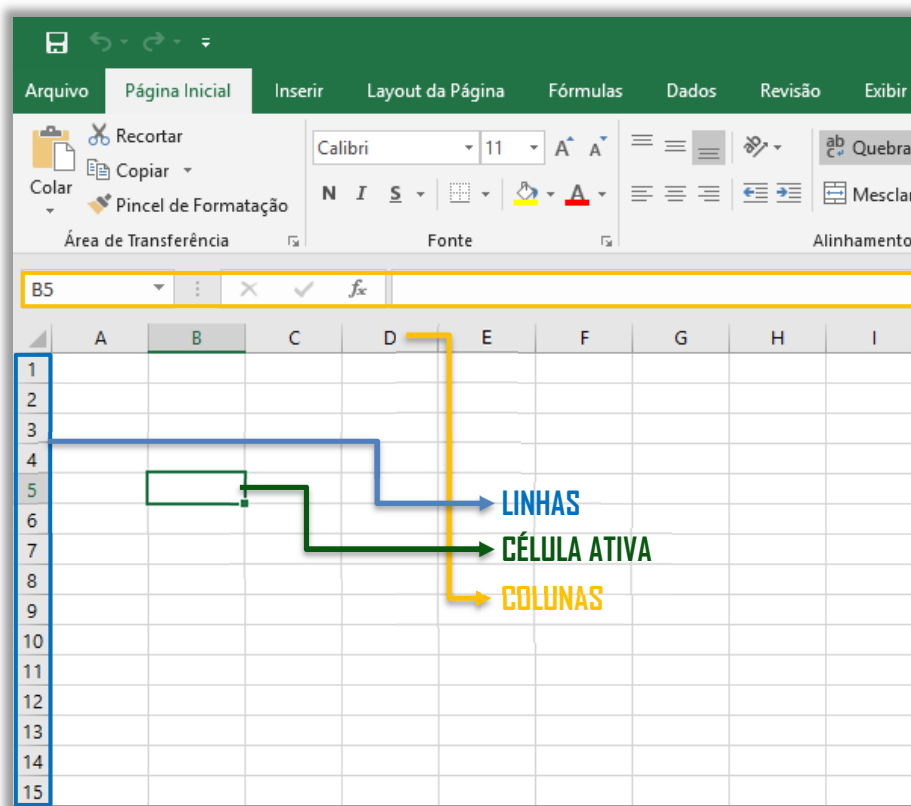 Arquivo Página Inicial Inserir Layout da Página Fórmulas Dados Revisão Exibir
Recortar
Copiar
Colar
Pincel de Formatação
Calibri 11 A A
ab Quebra
N I S A
Mesclar
Área de Transferência Fonte Alinhamento
B5 fx
A B C D E F G H I
1
2
3
4
5
LINHAS
6
7
CÉLULA ATIVA
8
COLUNAS
9
10
11
12
13
14
15